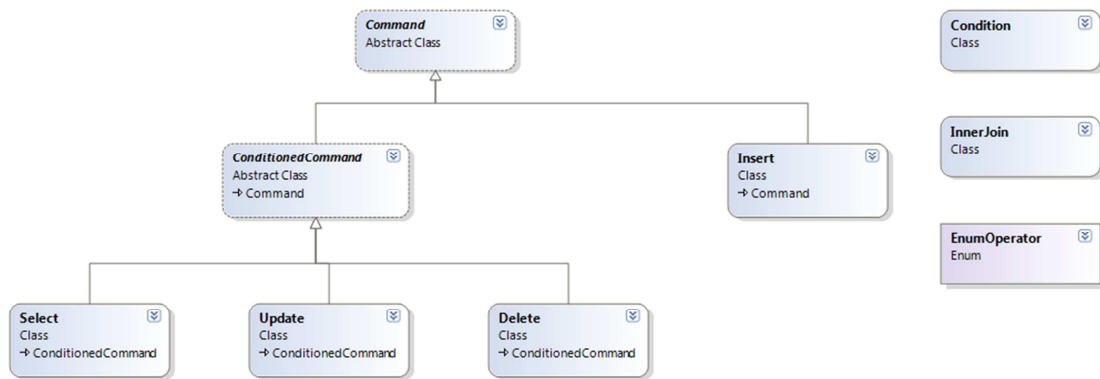 Command
Abstract Class
Condition
Class
InnerJoin
Class
ConditionedCommand
Abstract Class
Command
Insert
Class
Command
EnumOperator
Enum
Select
Class
ConditionedCommand
Update
Class
ConditionedCommand
Delete
Class
ConditionedCommand